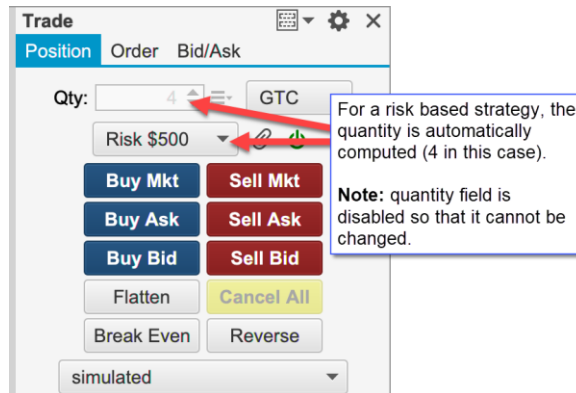 Trade
Position Order Bid/Ask
Qty: 4 GTC
Risk $500
For a risk based strategy, the
quantity is automatically
computed (4 in this case).
Note: quantity field is
disabled so that it cannot be
changed.
Buy Mkt Sell Mkt
Buy Ask Sell Ask
Buy Bid Sell Bid
Flatten Cancel All
Break Even Reverse
simulated